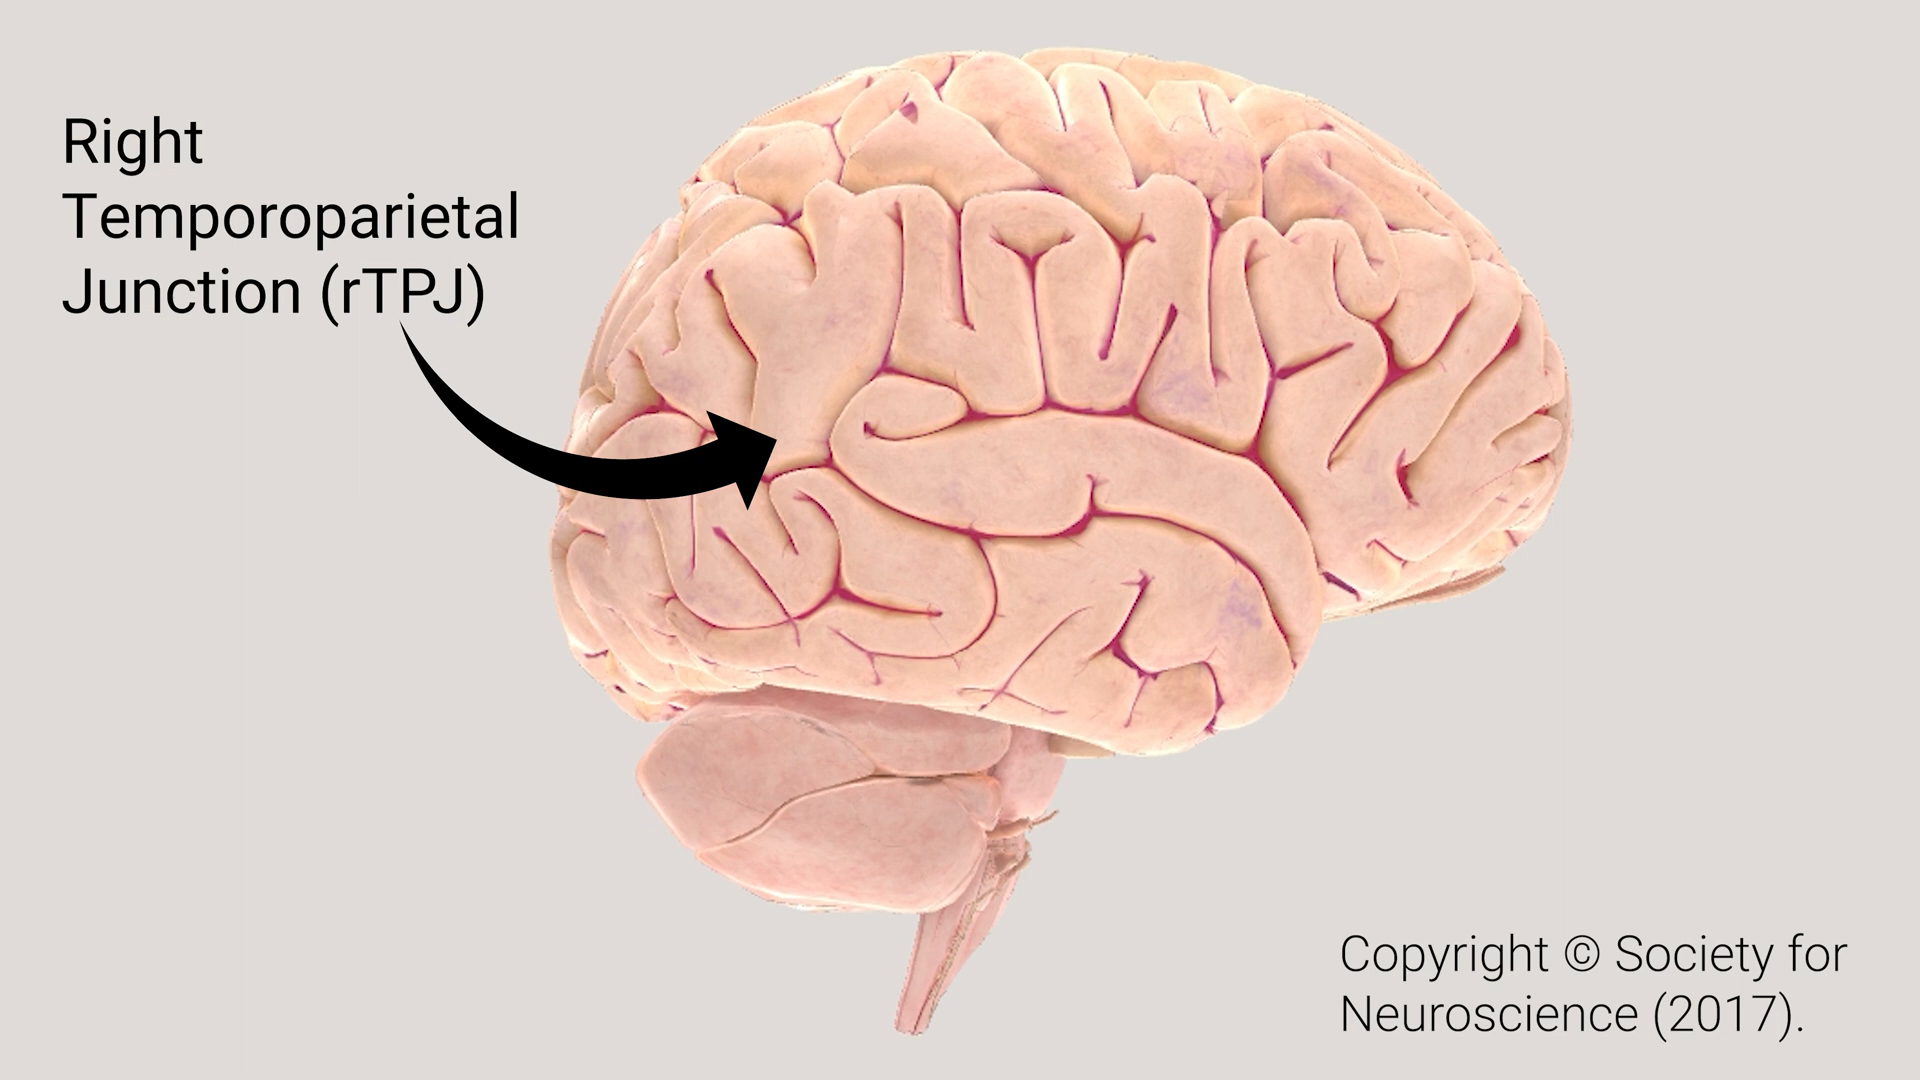 Right
Temporoparietal
Junction (rTPJ)
Copyright © Society for
Neuroscience (2017).